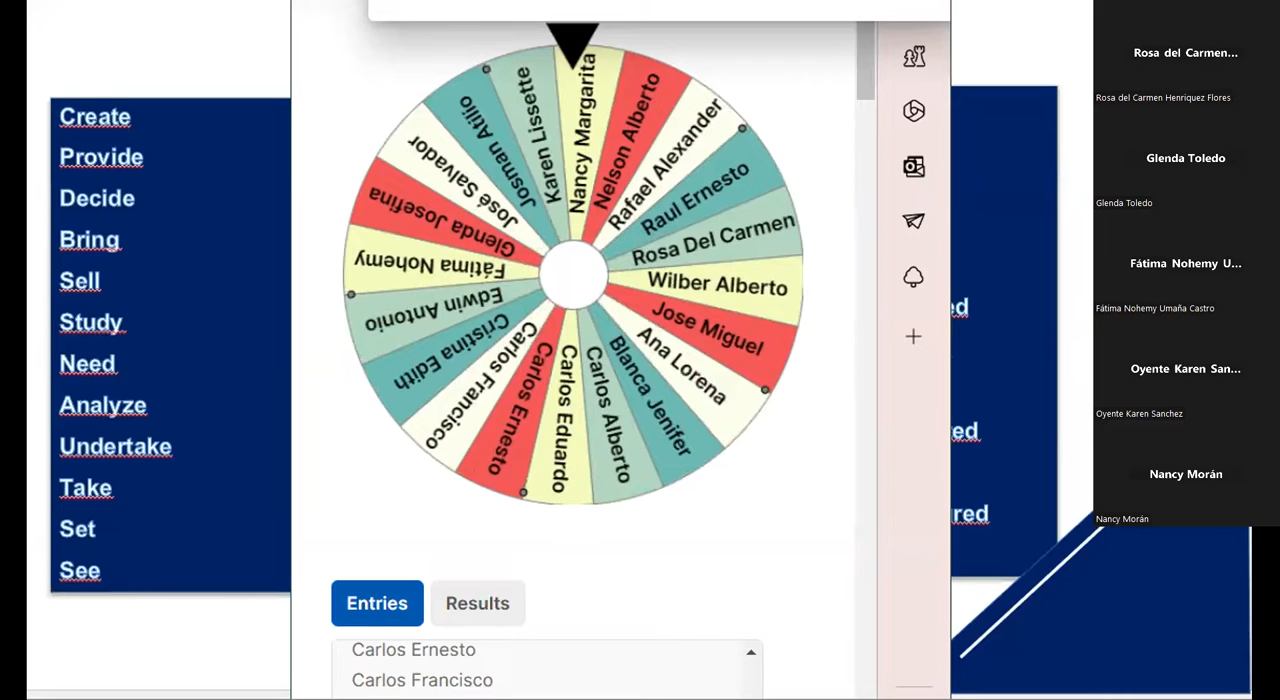 Create
Provide
Decide
Bring
Sell
Study
Need
Analyze
Undertake
Take
Set
See
Nancy Margarita
Nelson Alberto
Rafael Alexander
Raul Ernesto
Rosa Del Carmen
Wilber Alberto
Jose Miguel
Ana Lorena
Blanca Jenifer
Carlos Alberto
Carlos Eduardo
Carlos Ernesto
Carlos Francisco
Cristina Edith
Edwin Antonio
Fátima Nohemy
Glenda Josefina
José Salvador
Josman Atilio
Karen Lissette
Entries
Results
Carlos Ernesto
Carlos Francisco
ed
ed
red
Rosa del Carmen...
Rosa del Carmen Henriquez Flores
Glenda Toledo
Glenda Toledo
Fátima Nohemy U...
Fátima Nohemy Umaña Castro
Oyente Karen San...
Oyente Karen Sanchez
Nancy Morán
Nancy Morán